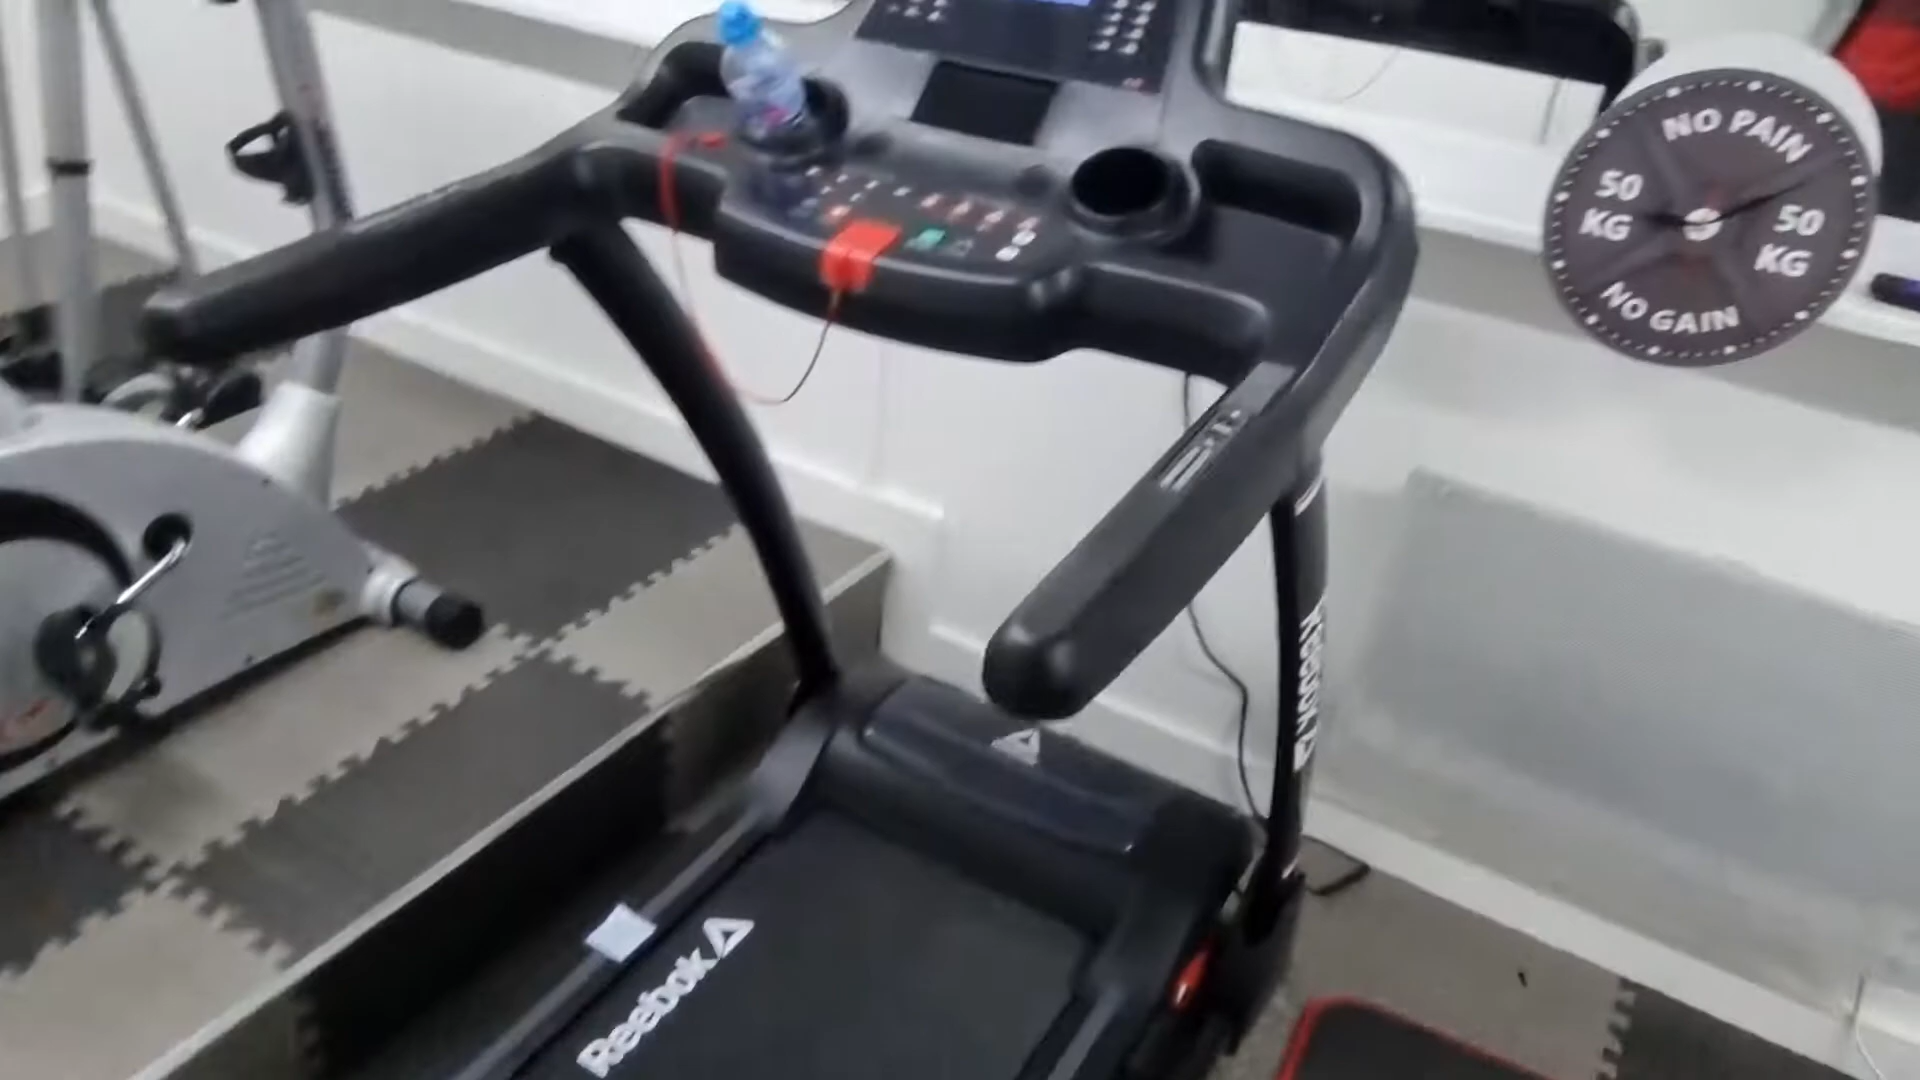 NO PAIN
50 KG
50 KG
NO GAIN
Reebok
Reebok